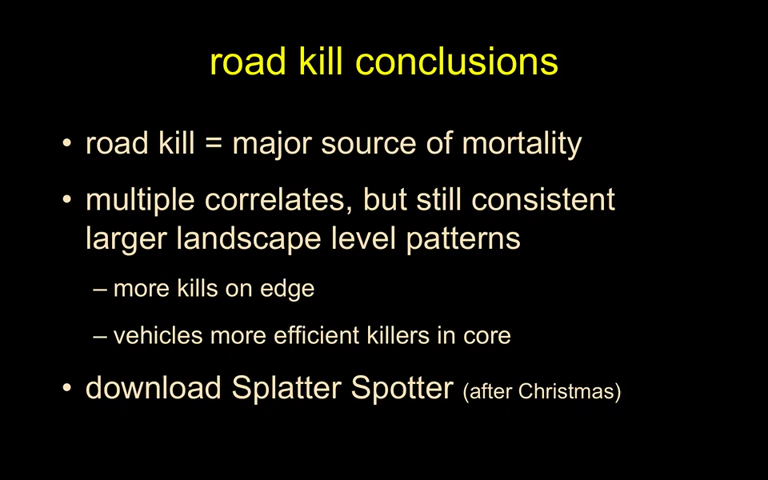 road kill conclusions
• road kill = major source of mortality
• multiple correlates, but still consistent
larger landscape level patterns
– more kills on edge
– vehicles more efficient killers in core
• download Splatter Spotter (after Christmas)